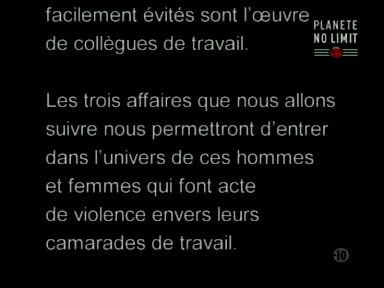 facilement évités sont l'œuvre
de collègues de travail.
PLANETE
NO LIMIT
Les trois affaires que nous allons
suivre nous permettront d'entrer
dans l'univers de ces hommes
et femmes qui font acte
de violence envers leurs
camarades de travail.
-10